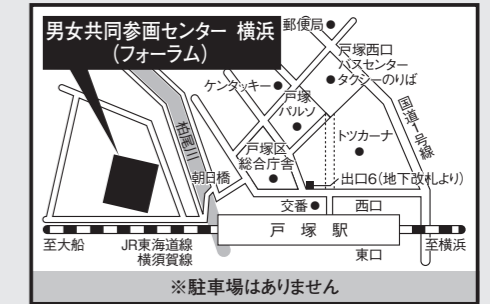 男女共同参画センター 横浜
(フォーラム)
郵便局
戸塚西口
バスセンター
タクシーのりば
ケンタッキー
戸塚
パルソ
国道1号線
柏尾川
トツカーナ
戸塚区
総合庁舎
朝日橋
出口6(地下改札より)
交番
西口
戸塚駅
至大船
JR東海道線
横須賀線
至横浜
東口
※駐車場はありません